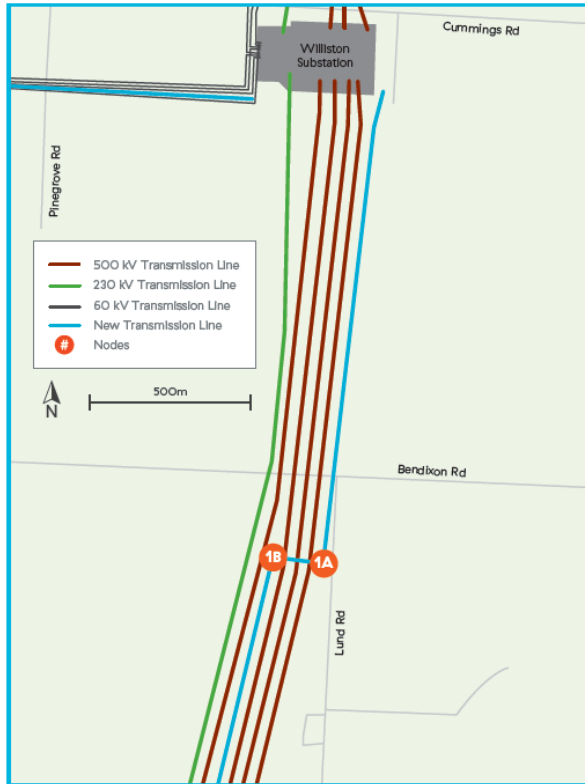 Cummings Rd
Williston
Substation
Pinegrove Rd
500 kV Transmission Line
230 kV Transmission Line
60 kV Transmission Line
New Transmission Line
# Nodes
N
500m
Bendixon Rd
1B
1A
Lund Rd